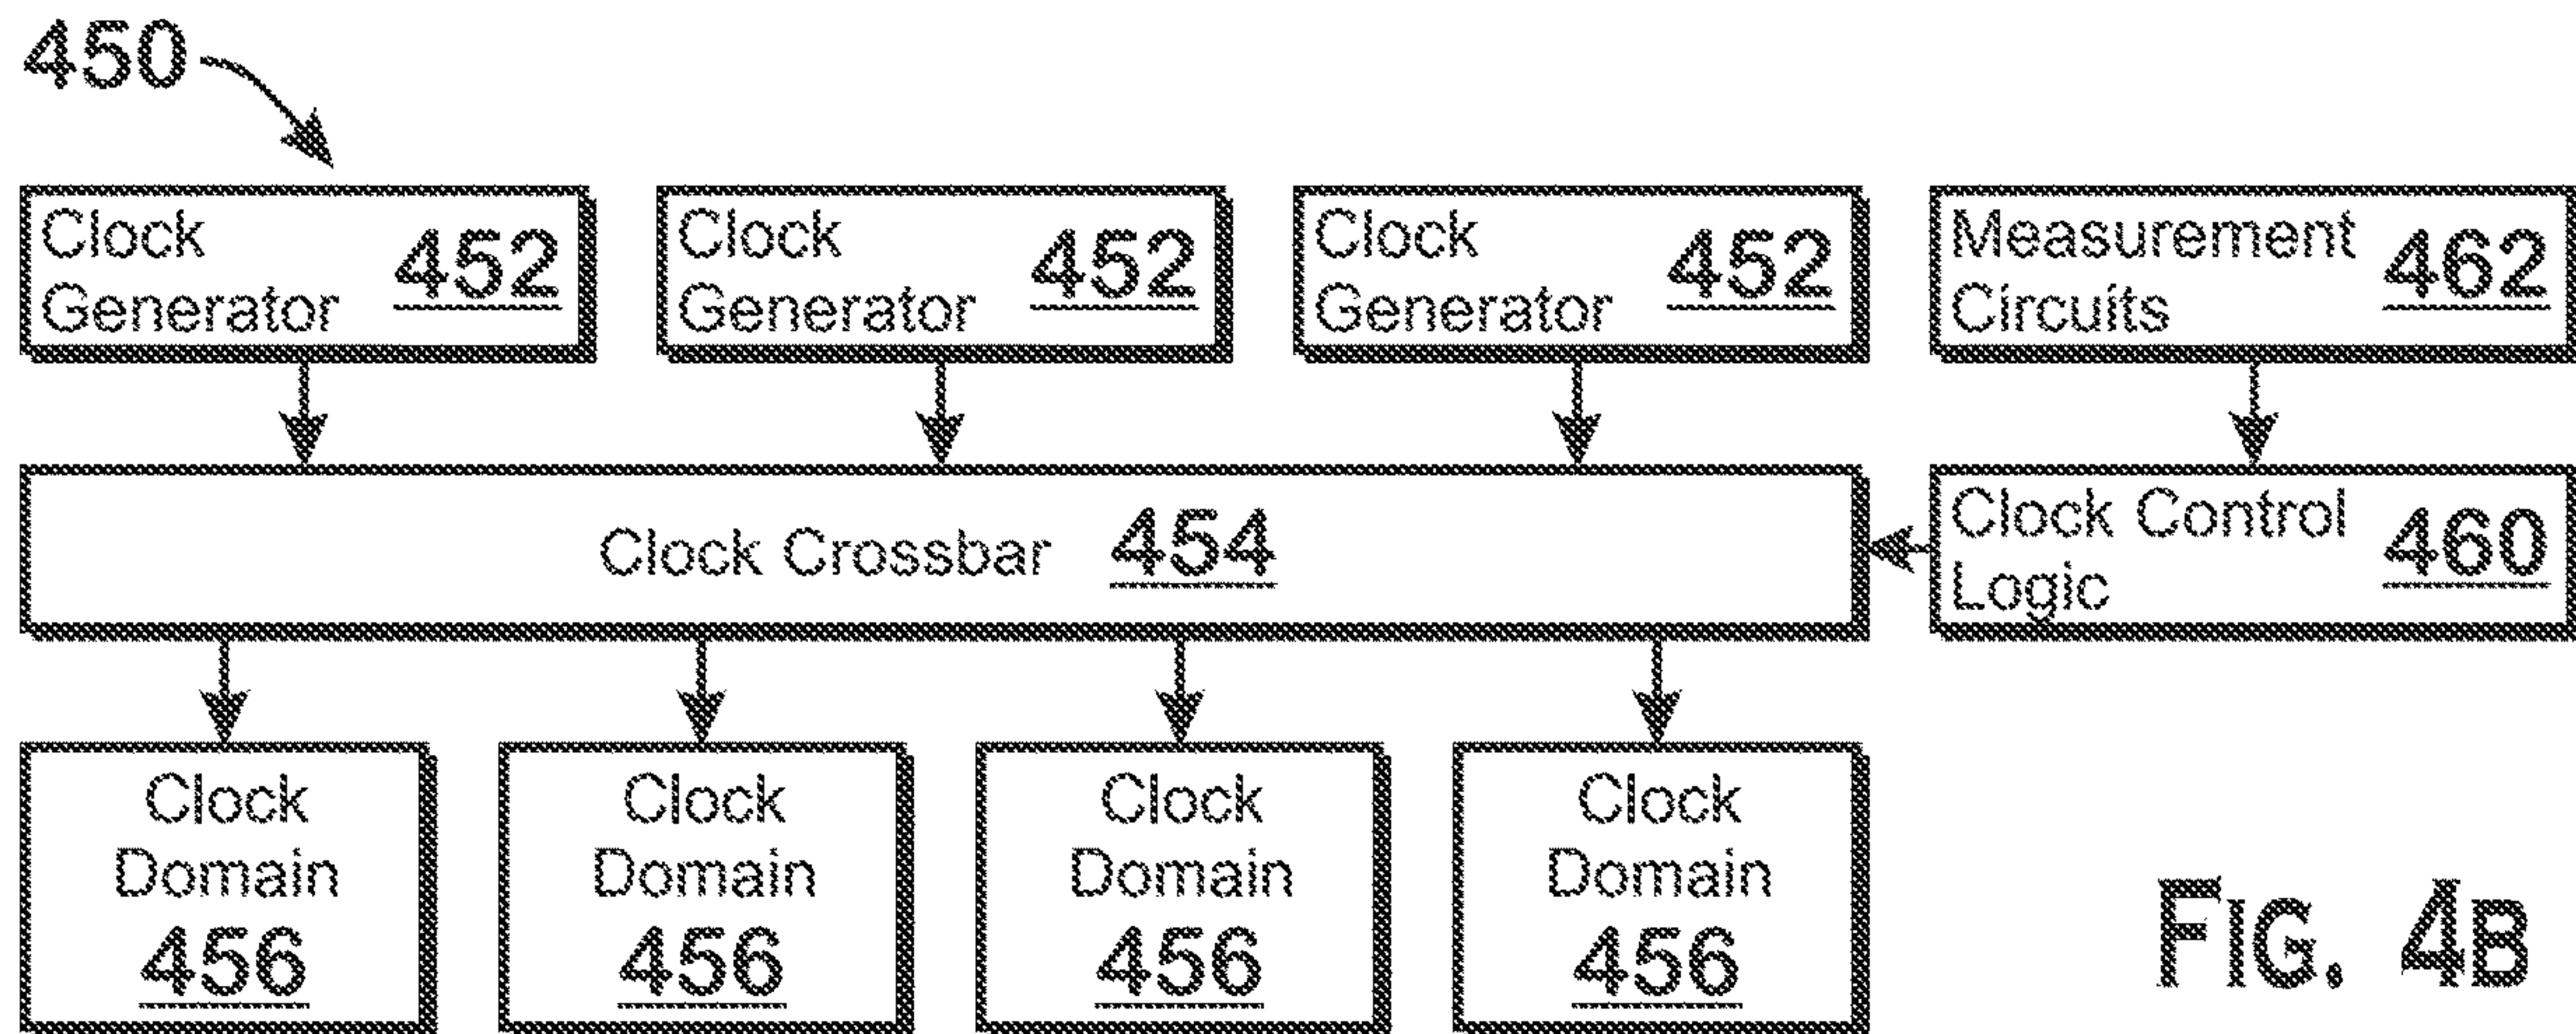 450
Clock
Generator 452
Clock
Generator 452
Clock
Generator 452
Measurement
Circuits 462
Clock Crossbar 454
Clock Control
Logic 460
Clock
Domain
456
Clock
Domain
456
Clock
Domain
456
Clock
Domain
456
FIG. 4B